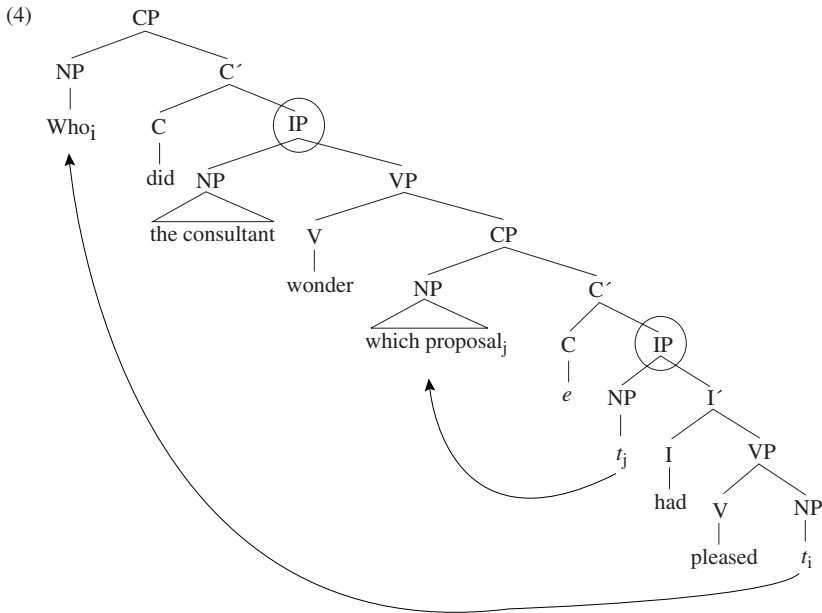 (4)
CP
NP C´
Who_i C IP
did NP VP
the consultant V CP
wonder NP C´
which proposal_j C IP
e NP I´
t_j I VP
had V NP
pleased t_i